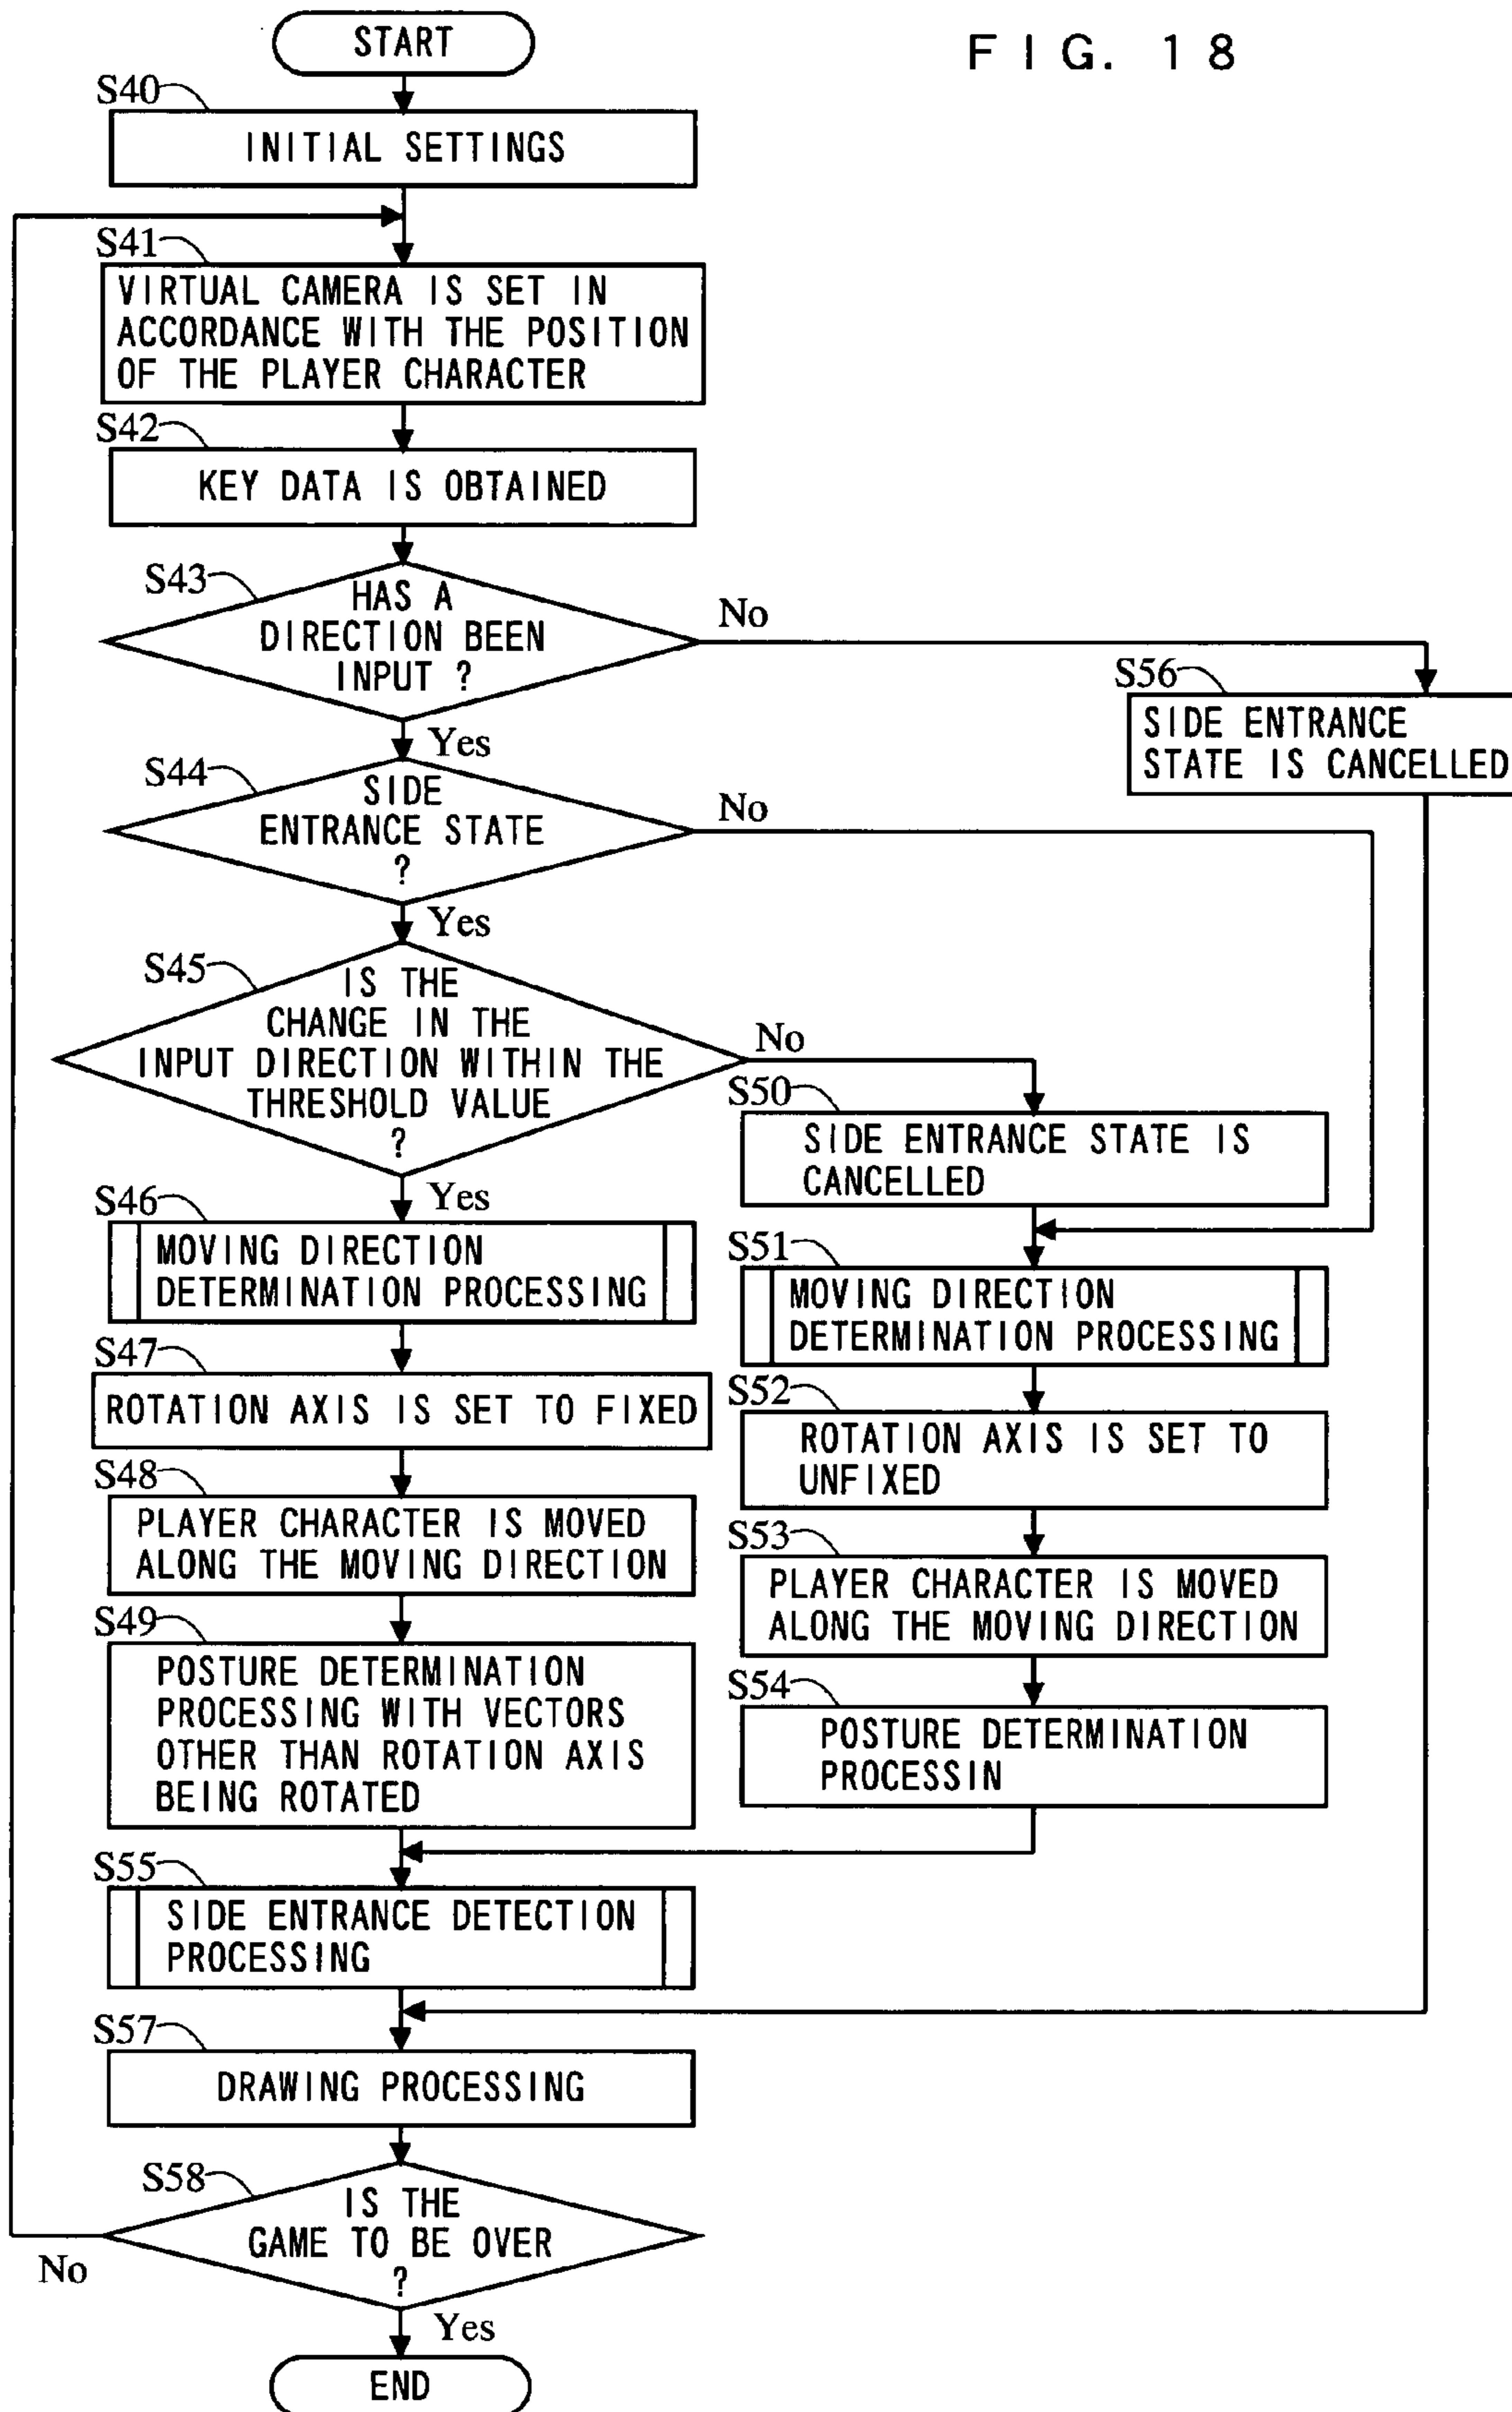 START
FIG. 18
S40
INITIAL SETTINGS
S41
VIRTUAL CAMERA IS SET IN
ACCORDANCE WITH THE POSITION
OF THE PLAYER CHARACTER
S42
KEY DATA IS OBTAINED
S43
HAS A
DIRECTION BEEN
INPUT ?
No
Yes
S56
SIDE ENTRANCE
STATE IS CANCELLED
S44
SIDE
ENTRANCE STATE
?
No
Yes
S45
IS THE
CHANGE IN THE
INPUT DIRECTION WITHIN THE
THRESHOLD VALUE
?
No
Yes
S50
SIDE ENTRANCE STATE IS
CANCELLED
S46
MOVING DIRECTION
DETERMINATION PROCESSING
S51
MOVING DIRECTION
DETERMINATION PROCESSING
S47
ROTATION AXIS IS SET TO FIXED
S52
ROTATION AXIS IS SET TO
UNFIXED
S48
PLAYER CHARACTER IS MOVED
ALONG THE MOVING DIRECTION
S53
PLAYER CHARACTER IS MOVED
ALONG THE MOVING DIRECTION
S49
POSTURE DETERMINATION
PROCESSING WITH VECTORS
OTHER THAN ROTATION AXIS
BEING ROTATED
S54
POSTURE DETERMINATION
PROCESSIN
S55
SIDE ENTRANCE DETECTION
PROCESSING
S57
DRAWING PROCESSING
S58
IS THE
GAME TO BE OVER
?
No
Yes
END